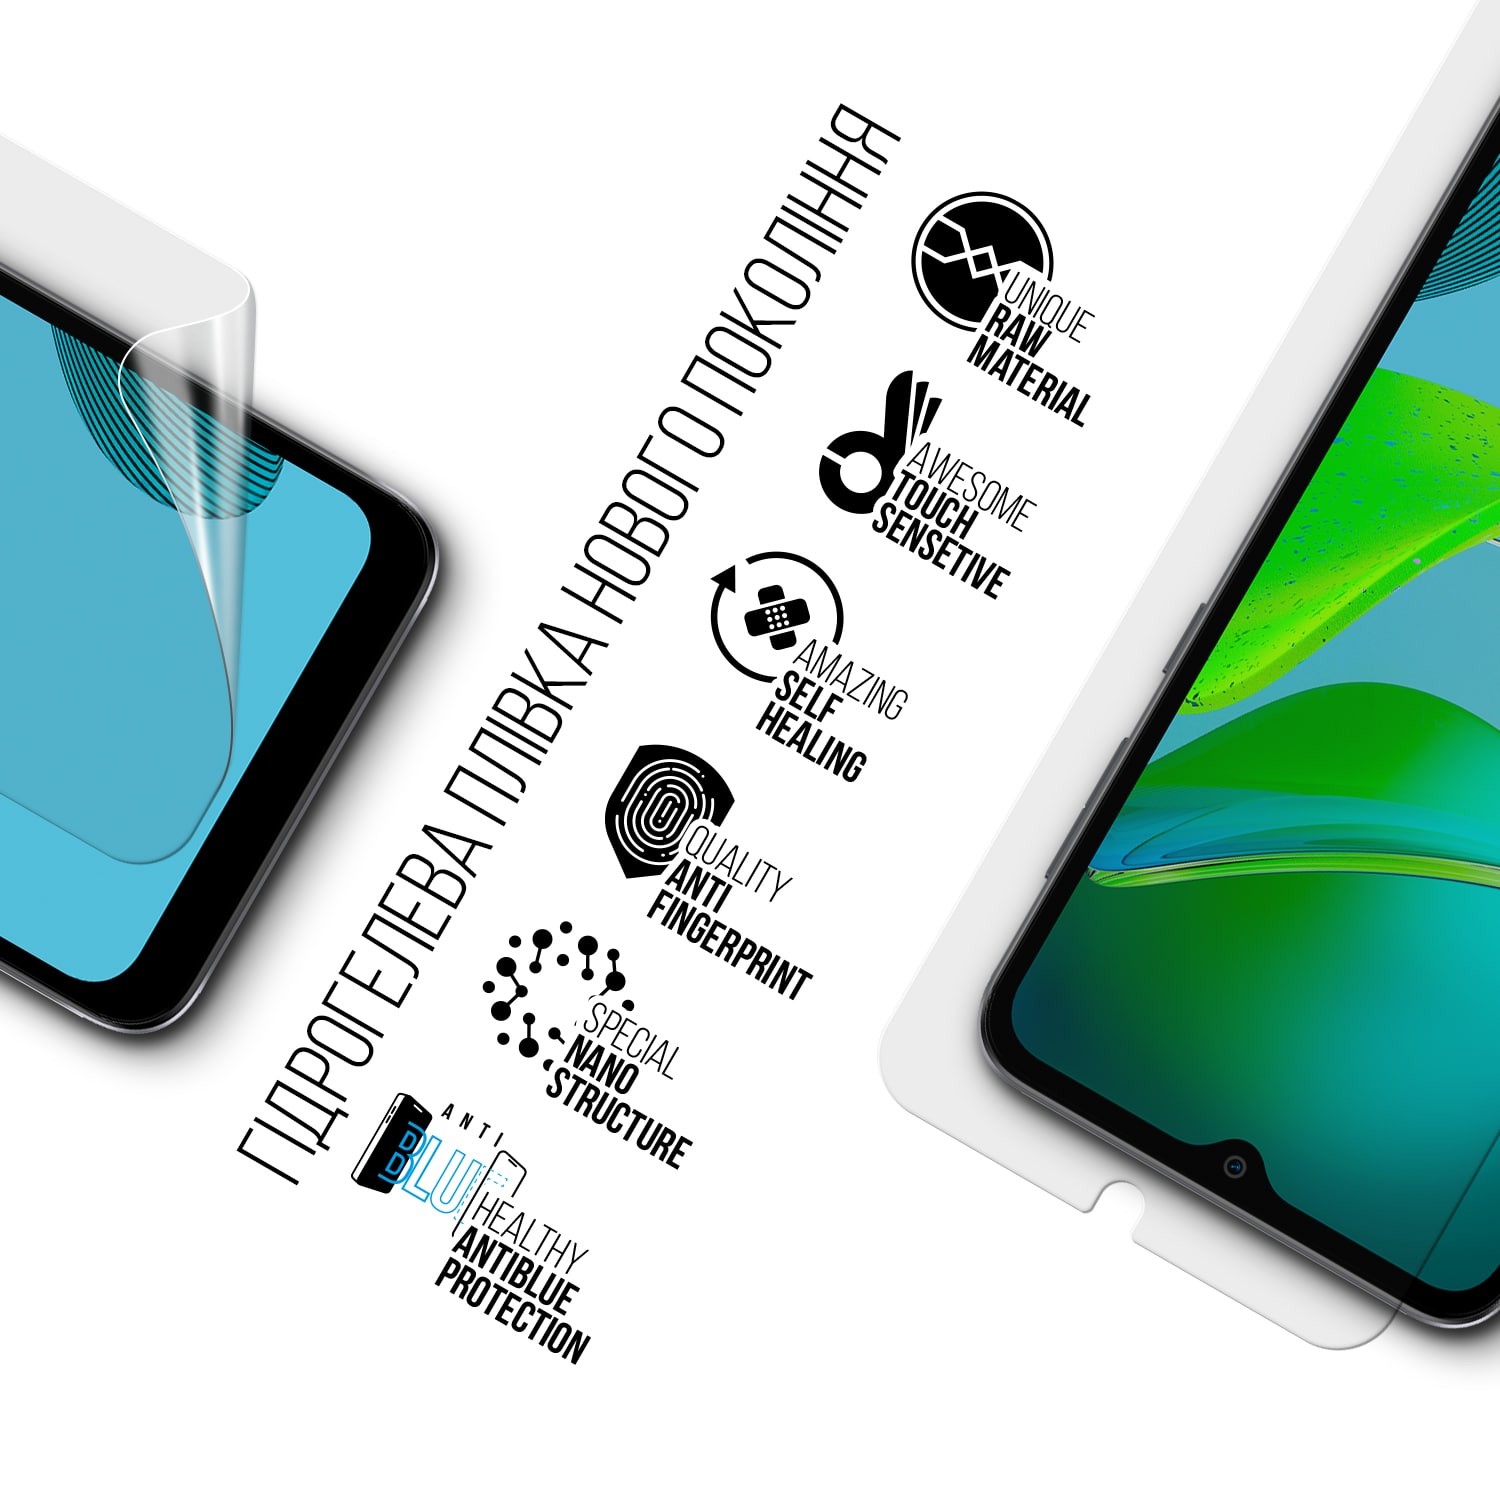 ГІДРОГЕЛЕВА ПЛІВКА НОВОГО ПОКОЛІННЯ
UNIQUE
RAW
MATERIAL
AWESOME
TOUCH
SENSETIVE
AMAZING
SELF
HEALING
QUALITY
ANTI
FINGERPRINT
SPECIAL
NANO
STRUCTURE
ANTI
BLUE
HEALTHY
ANTIBLUE
PROTECTION